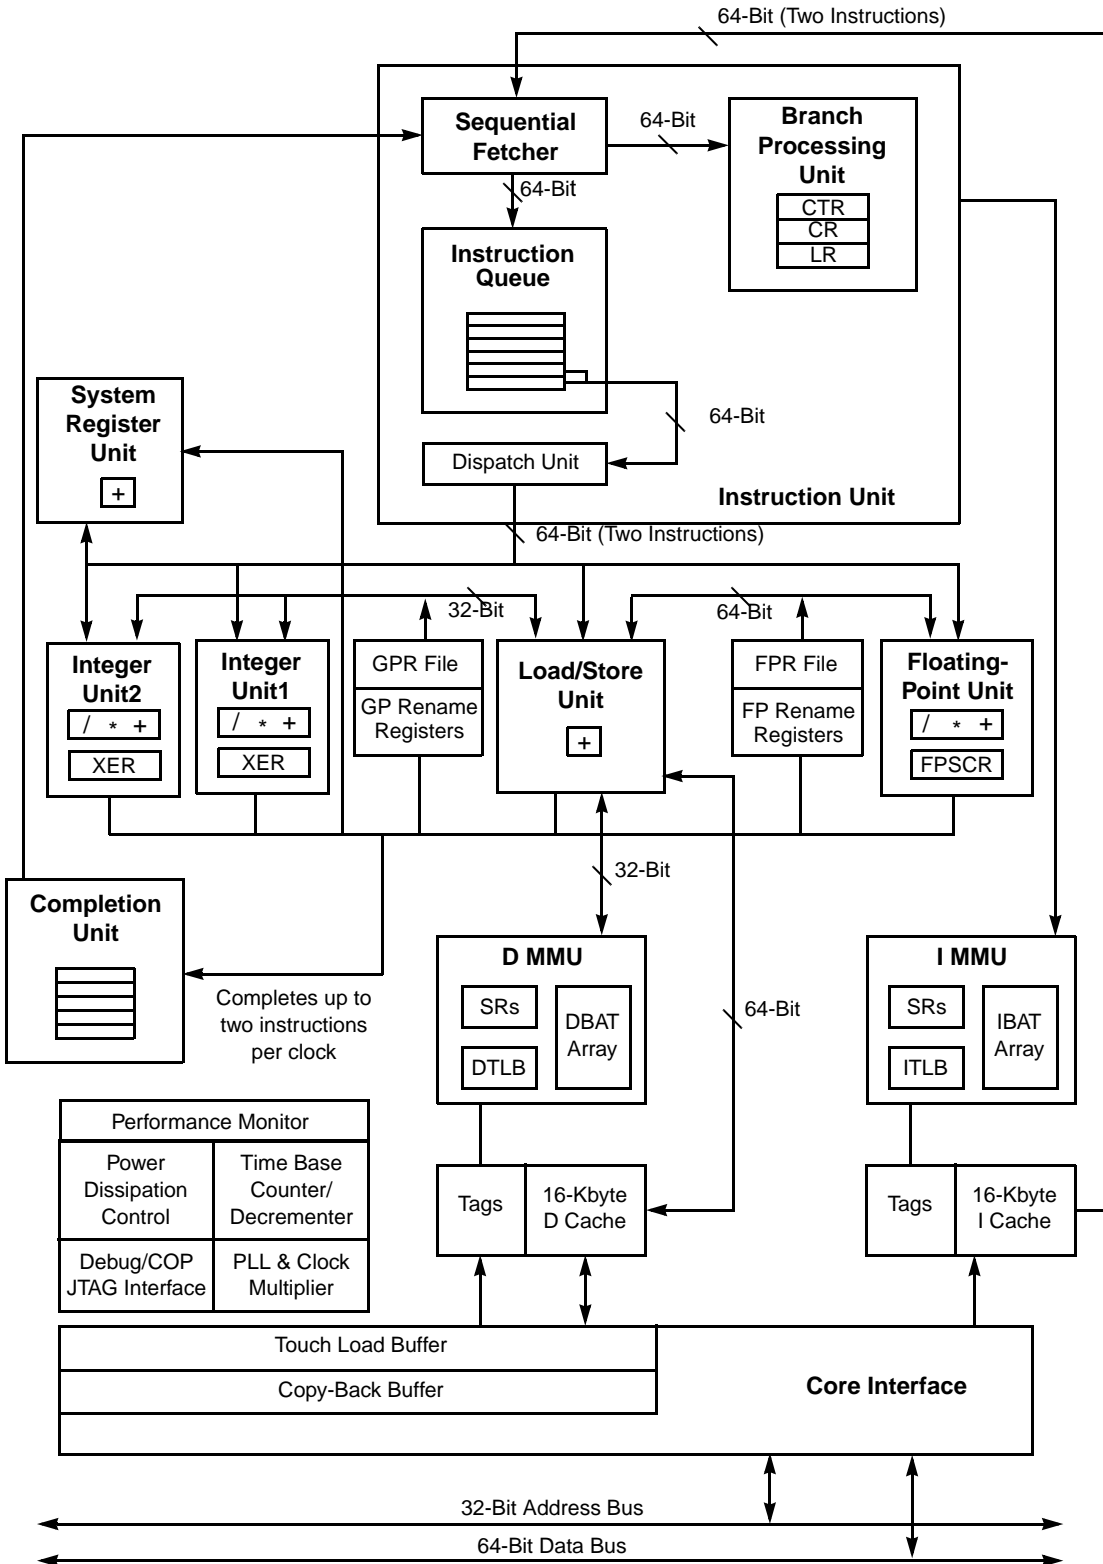 64-Bit (Two Instructions)
Sequential
Fetcher
64-Bit
Branch
Processing
Unit
CTR
CR
LR
64-Bit
Instruction
Queue
64-Bit
Dispatch Unit
Instruction Unit
System
Register
Unit
+
64-Bit (Two Instructions)
32-Bit
64-Bit
Integer
Unit2
/ * +
XER
Integer
Unit1
/ * +
XER
GPR File
GP Rename
Registers
Load/Store
Unit
+
FPR File
FP Rename
Registers
Floating-
Point Unit
/ * +
FPSCR
32-Bit
Completion
Unit
Completes up to
two instructions
per clock
D MMU
SRs
DTLB
DBAT
Array
64-Bit
I MMU
SRs
ITLB
IBAT
Array
Performance Monitor
Power
Dissipation
Control
Time Base
Counter/
Decrementer
Debug/COP
JTAG Interface
PLL & Clock
Multiplier
Tags
16-Kbyte
D Cache
Tags
16-Kbyte
I Cache
Touch Load Buffer
Copy-Back Buffer
Core Interface
32-Bit Address Bus
64-Bit Data Bus